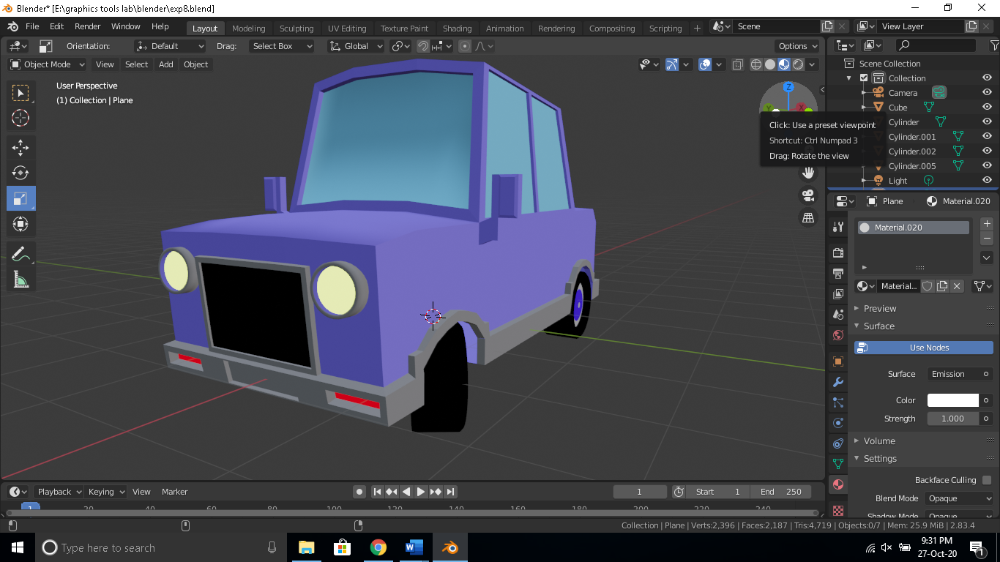 Blender* [E:\graphics tools lab\blender\exp8.blend]
File Edit Render Window Help Layout Modeling Sculpting UV Editing Texture Paint Shading Animation Rendering Compositing Scripting + Scene View Layer
Orientation: Default Drag: Select Box Global Options
Object Mode View Select Add Object
User Perspective
(1) Collection | Plane
Z
Y
X
Click: Use a preset viewpoint
Shortcut: Ctrl Numpad 3
Drag: Rotate the view
Scene Collection
Collection
Camera
Cube
Cylinder
Cylinder.001
Cylinder.002
Cylinder.005
Light
Plane Material.020
Material.020
Material...
Preview
Surface
Use Nodes
Surface Emission
Color
Strength 1.000
Volume
Settings
Backface Culling
Blend Mode Opaque
Shadow Mode Opaque
Playback Keying View Marker 1 Start 1 End 250
1 20 40 60 80 100 120 140 160 180 200 220 240
Collection | Plane | Verts:2,396 | Faces:2,187 | Tris:4,719 | Objects:0/7 | Mem: 25.9 MiB | 2.83.4
Type here to search
9:31 PM
27-Oct-20
1